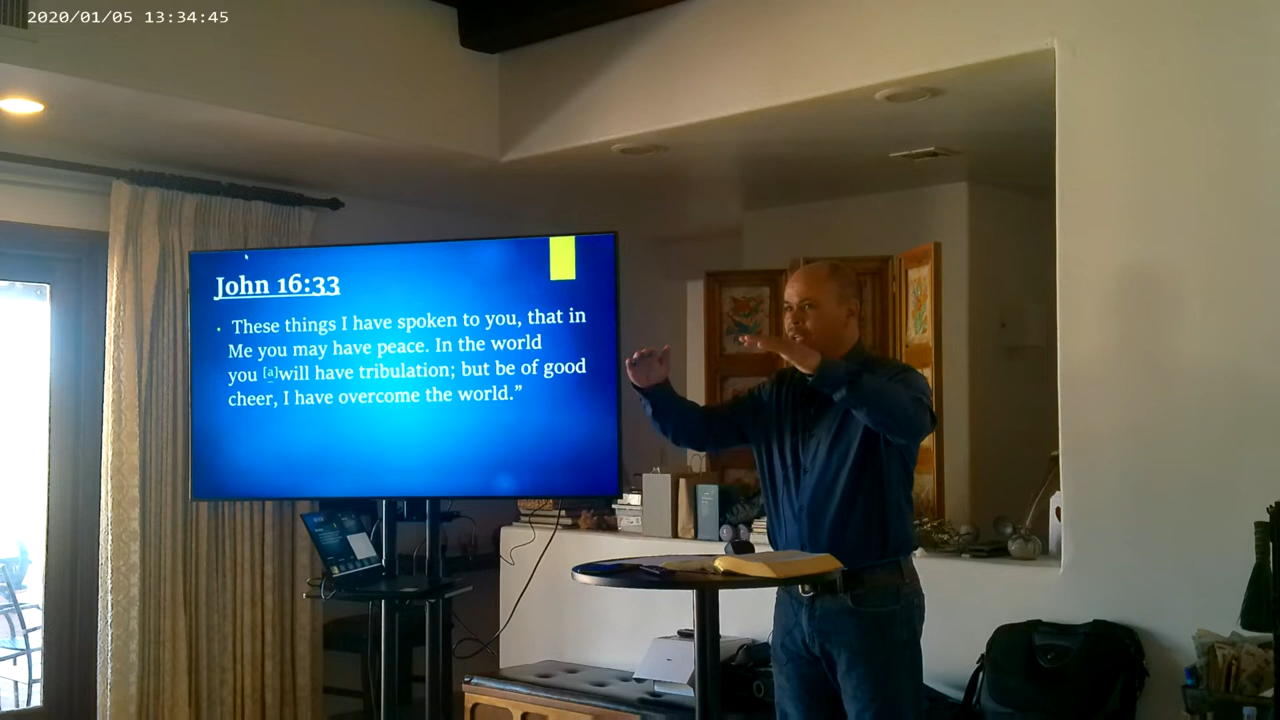 2020/01/05 13:34:45
John 16:33
· These things I have spoken to you, that in
Me you may have peace. In the world
you [a]will have tribulation; but be of good
cheer, I have overcome the world.”